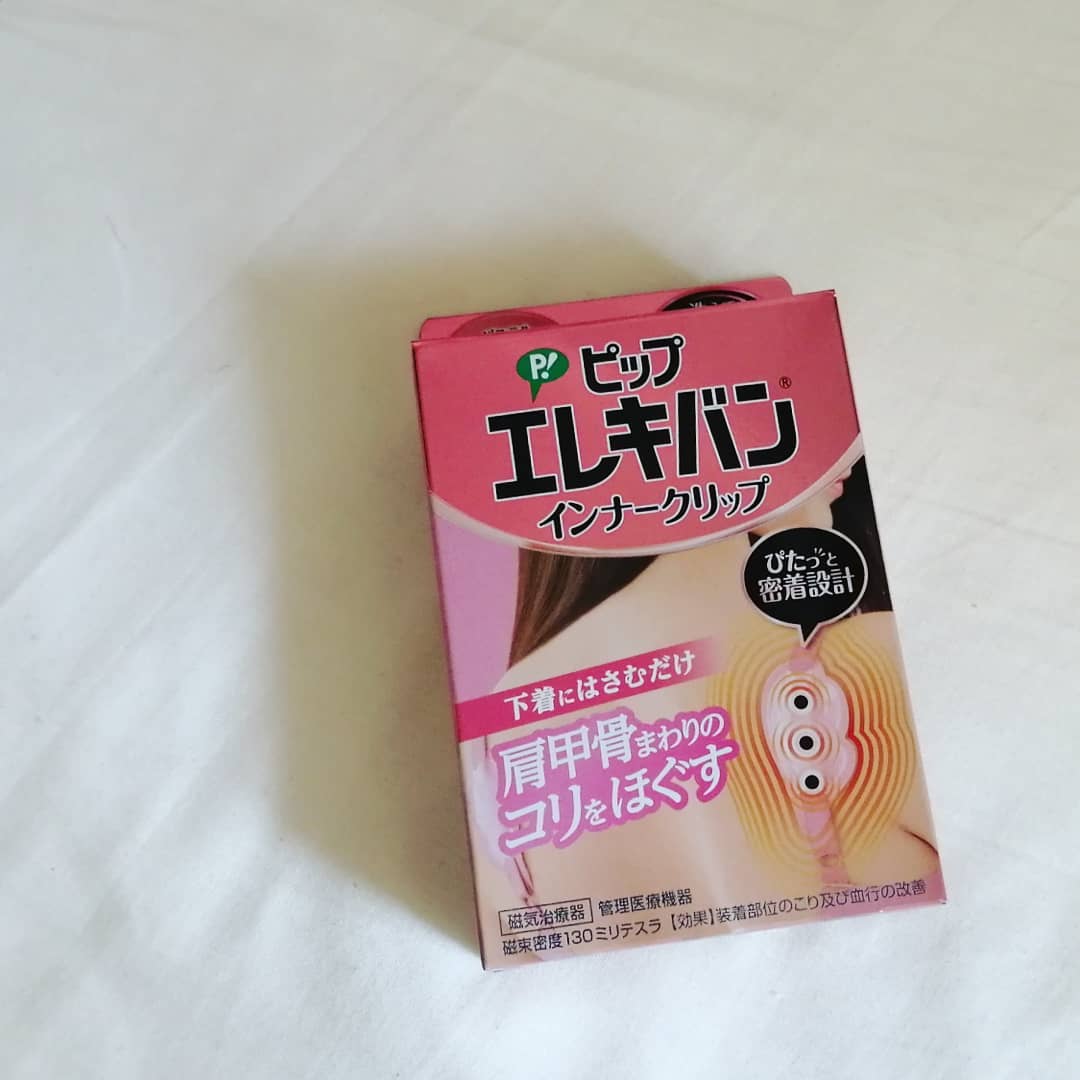 P!
ピップ
エレキバン®
インナークリップ
ぴたっと
密着設計
下着にはさむだけ
肩甲骨まわりの
コリをほぐす
磁気治療器 管理医療機器
磁束密度130ミリテスラ【効果】装着部位のこり及び血行の改善